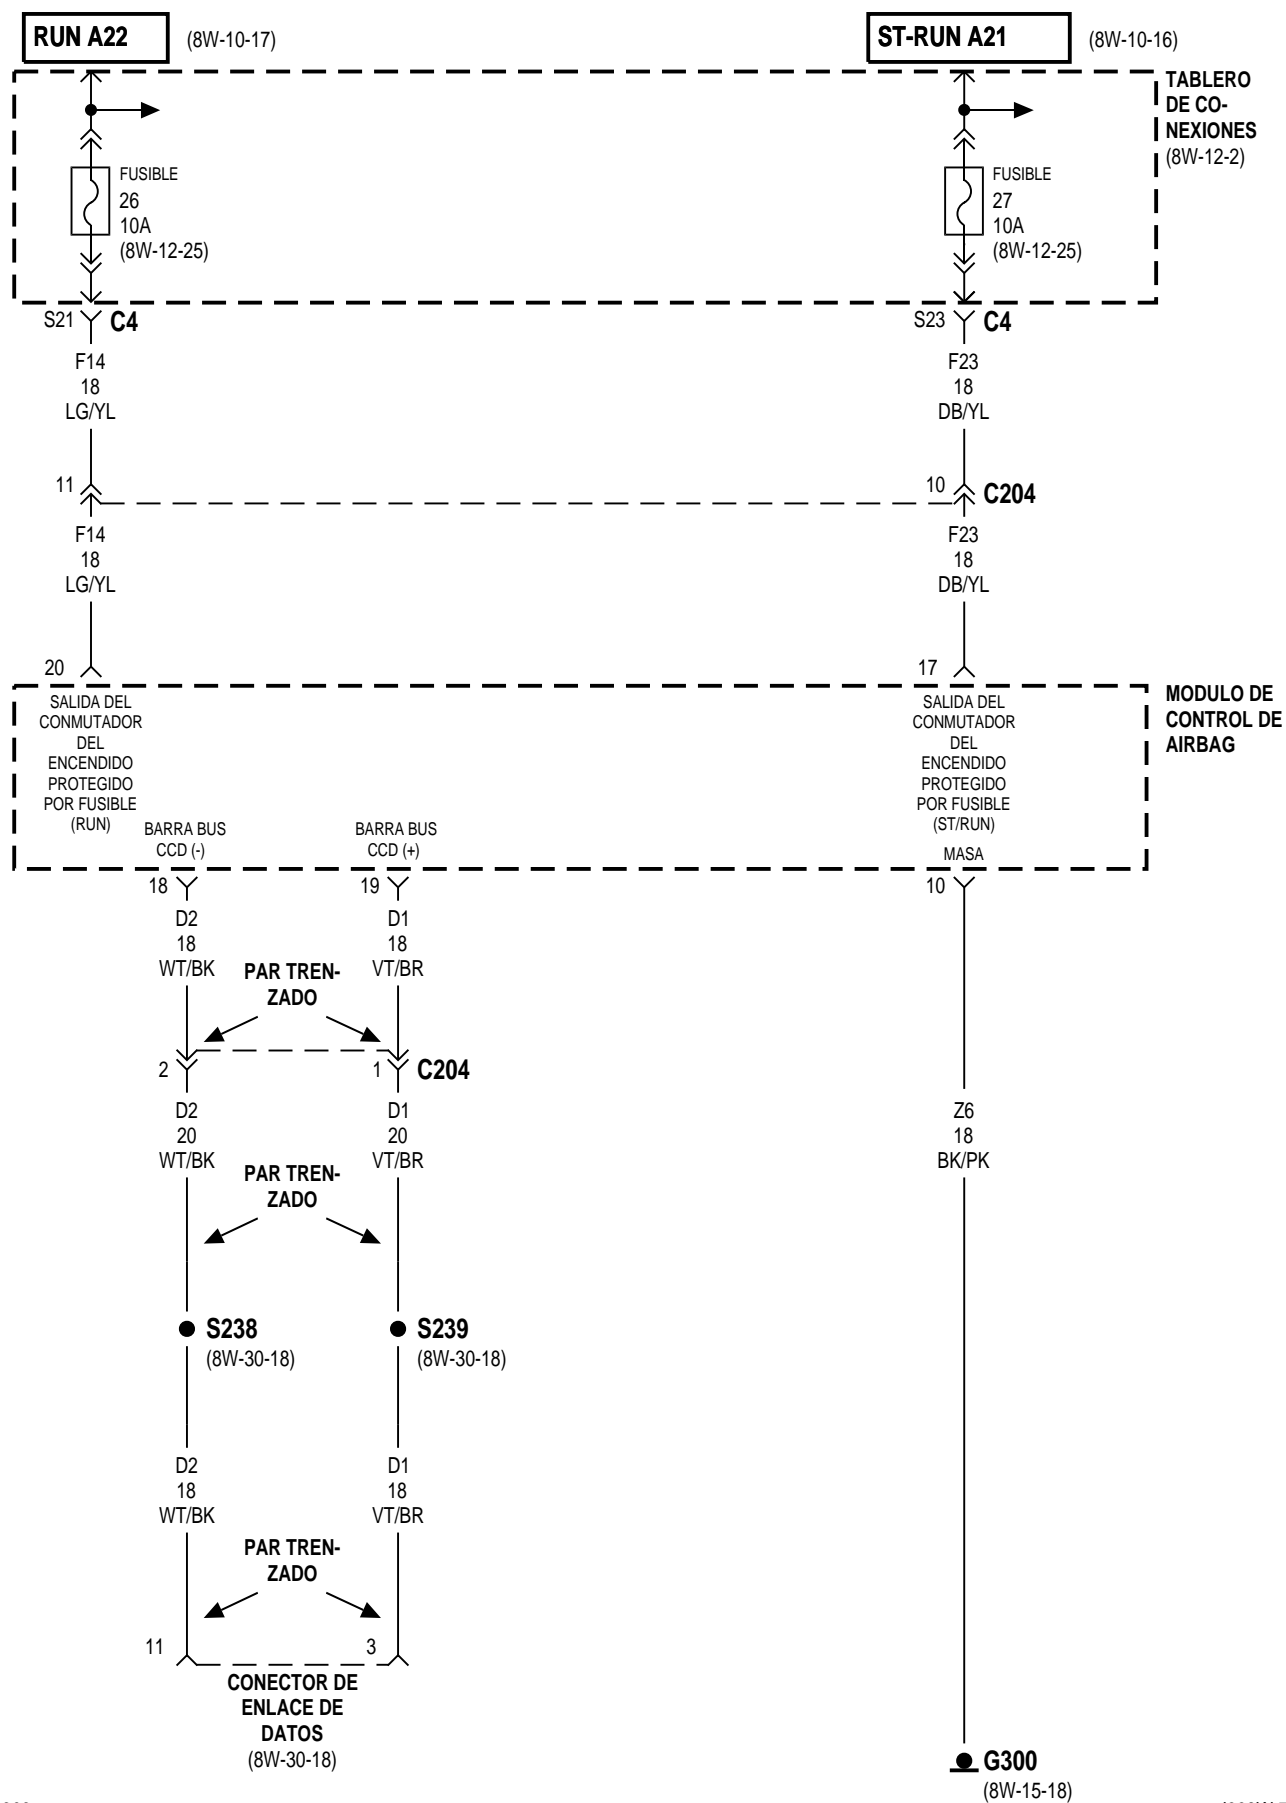 RUN A22
(8W-10-17)
ST-RUN A21
(8W-10-16)
TABLERO
DE CO-
NEXIONES
(8W-12-2)
FUSIBLE
26
10A
(8W-12-25)
FUSIBLE
27
10A
(8W-12-25)
S21
C4
S23
C4
F14
18
LG/YL
F23
18
DB/YL
11
10
C204
F14
18
LG/YL
F23
18
DB/YL
20
17
MODULO DE
CONTROL DE
AIRBAG
SALIDA DEL
CONMUTADOR
DEL
ENCENDIDO
PROTEGIDO
POR FUSIBLE
(RUN)
SALIDA DEL
CONMUTADOR
DEL
ENCENDIDO
PROTEGIDO
POR FUSIBLE
(ST/RUN)
BARRA BUS
CCD (-)
BARRA BUS
CCD (+)
MASA
18
19
10
D2
18
WT/BK
D1
18
VT/BR
PAR TREN-
ZADO
2
1
C204
D2
20
WT/BK
D1
20
VT/BR
Z6
18
BK/PK
PAR TREN-
ZADO
S238
(8W-30-18)
S239
(8W-30-18)
D2
18
WT/BK
D1
18
VT/BR
PAR TREN-
ZADO
11
3
CONECTOR DE
ENLACE DE
DATOS
(8W-30-18)
G300
(8W-15-18)